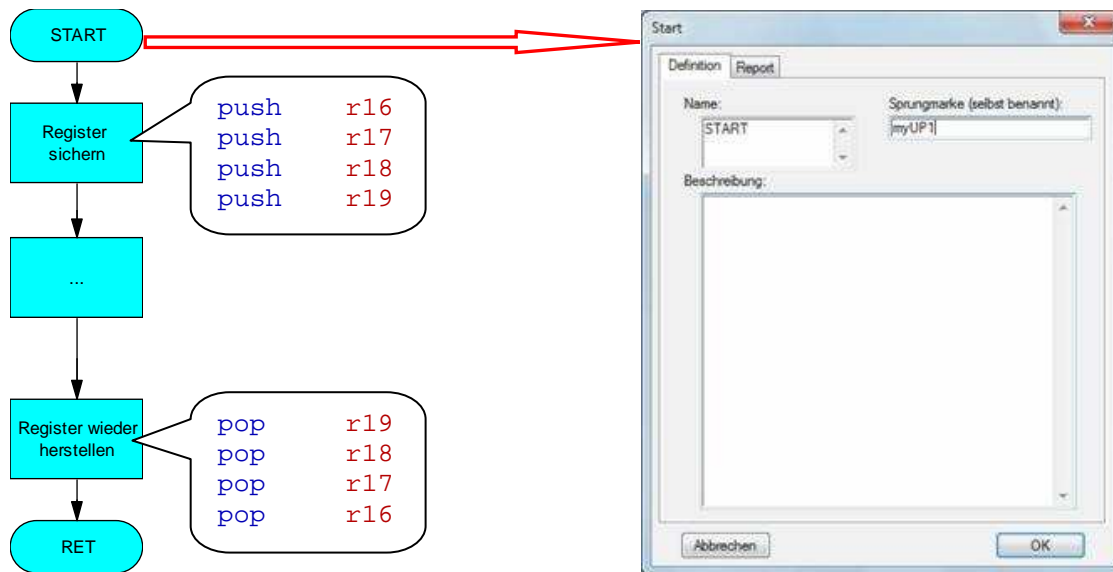 START
Register
sichern
push r16
push r17
push r18
push r19
...
Register wieder
herstellen
pop r19
pop r18
pop r17
pop r16
RET
Start
Definition Report
Name: Sprungmarke (selbst benannt):
START myUP1
Beschreibung:
Abbrechen OK